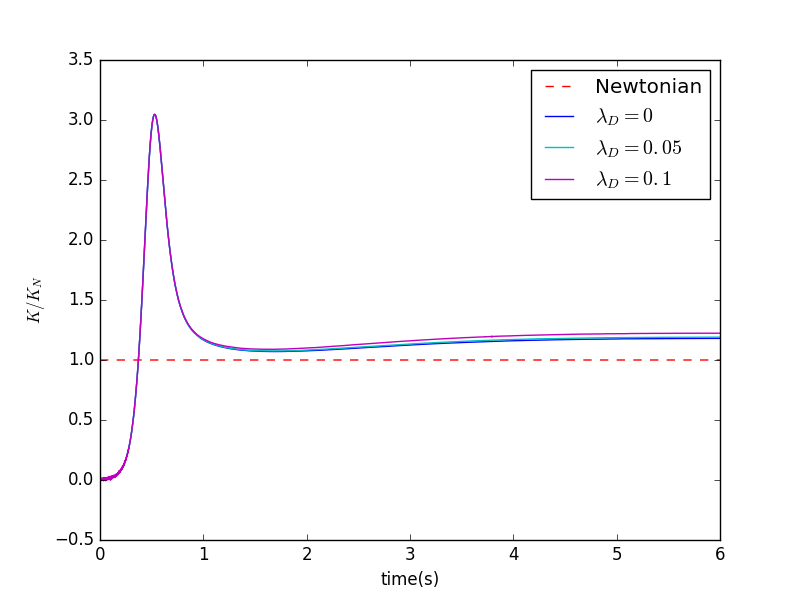 3.5
3.0
2.5
2.0
1.5
1.0
0.5
0.0
−0.5
K/K_N
0 1 2 3 4 5 6
time(s)
Newtonian
λ_D = 0
λ_D = 0.05
λ_D = 0.1